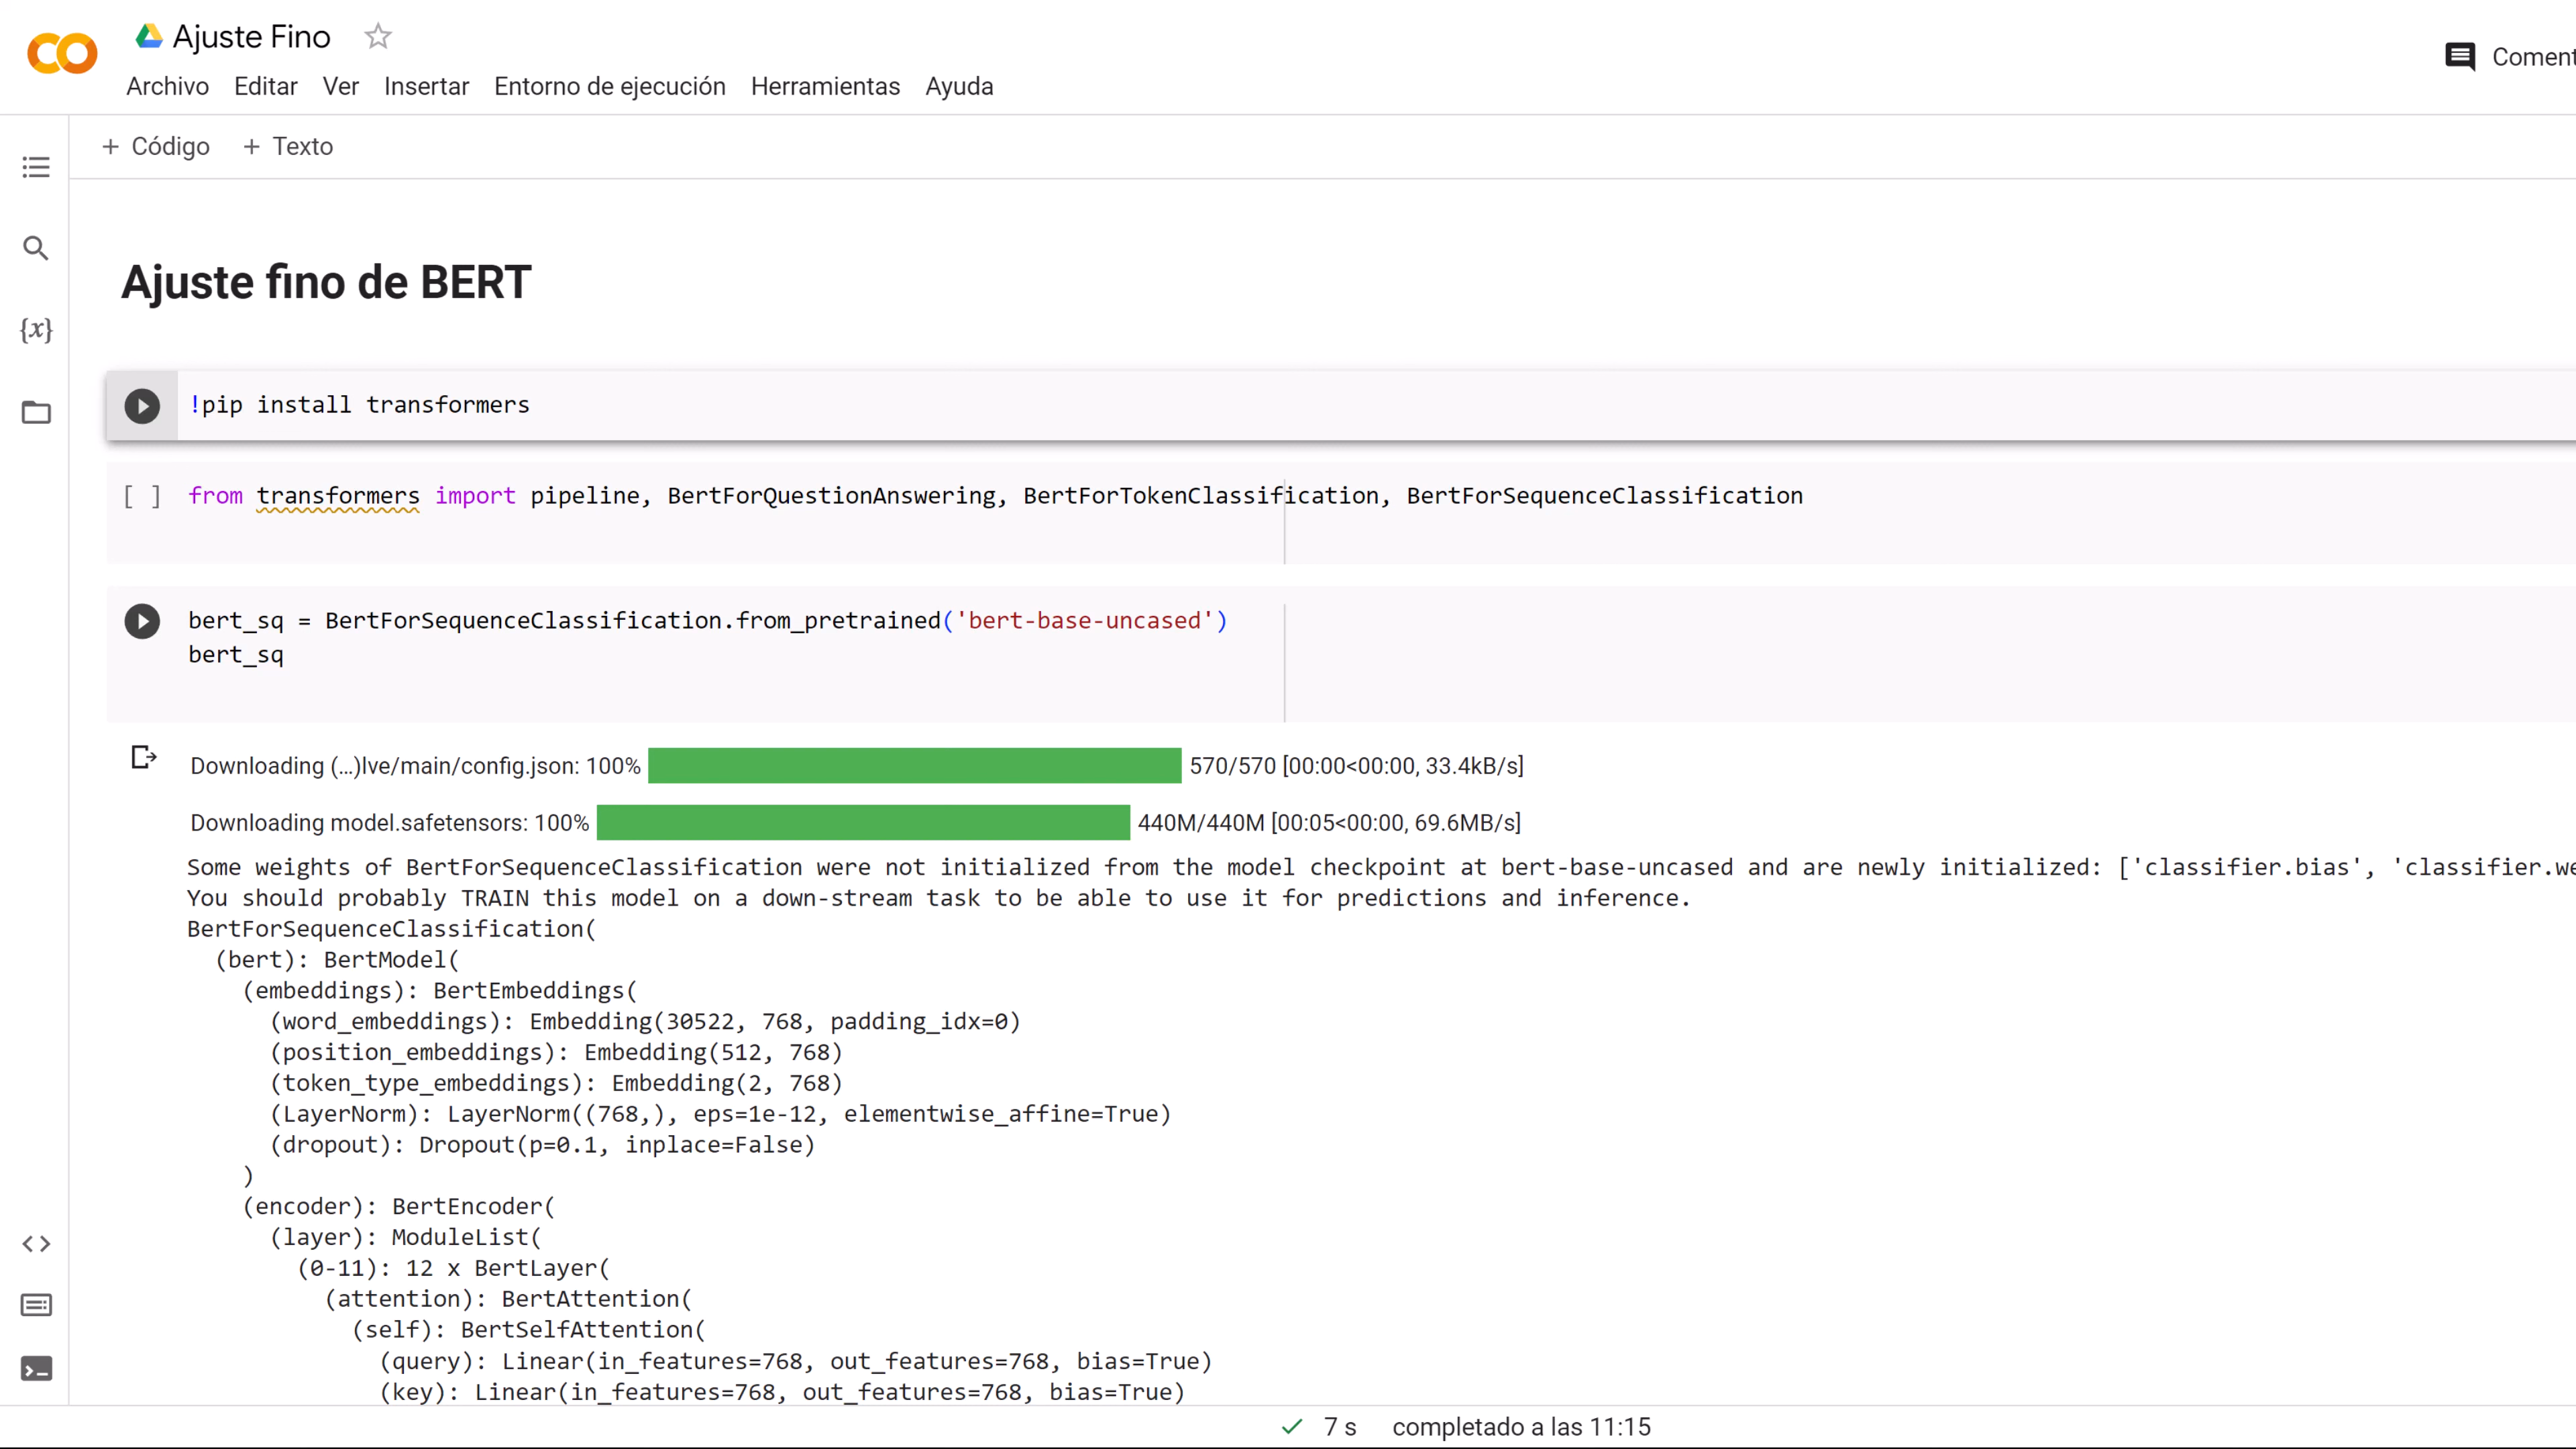 Ajuste Fino
Coment
Archivo Editar Ver Insertar Entorno de ejecución Herramientas Ayuda
+ Código + Texto
Ajuste fino de BERT
!pip install transformers
[ ] from transformers import pipeline, BertForQuestionAnswering, BertForTokenClassification, BertForSequenceClassification
bert_sq = BertForSequenceClassification.from_pretrained('bert-base-uncased')
bert_sq
Downloading (…)lve/main/config.json: 100% 570/570 [00:00<00:00, 33.4kB/s]
Downloading model.safetensors: 100% 440M/440M [00:05<00:00, 69.6MB/s]
Some weights of BertForSequenceClassification were not initialized from the model checkpoint at bert-base-uncased and are newly initialized: ['classifier.bias', 'classifier.we
You should probably TRAIN this model on a down-stream task to be able to use it for predictions and inference.
BertForSequenceClassification(
  (bert): BertModel(
    (embeddings): BertEmbeddings(
      (word_embeddings): Embedding(30522, 768, padding_idx=0)
      (position_embeddings): Embedding(512, 768)
      (token_type_embeddings): Embedding(2, 768)
      (LayerNorm): LayerNorm((768,), eps=1e-12, elementwise_affine=True)
      (dropout): Dropout(p=0.1, inplace=False)
    )
    (encoder): BertEncoder(
      (layer): ModuleList(
        (0-11): 12 x BertLayer(
          (attention): BertAttention(
            (self): BertSelfAttention(
              (query): Linear(in_features=768, out_features=768, bias=True)
              (key): Linear(in_features=768, out_features=768, bias=True)
7 s completado a las 11:15